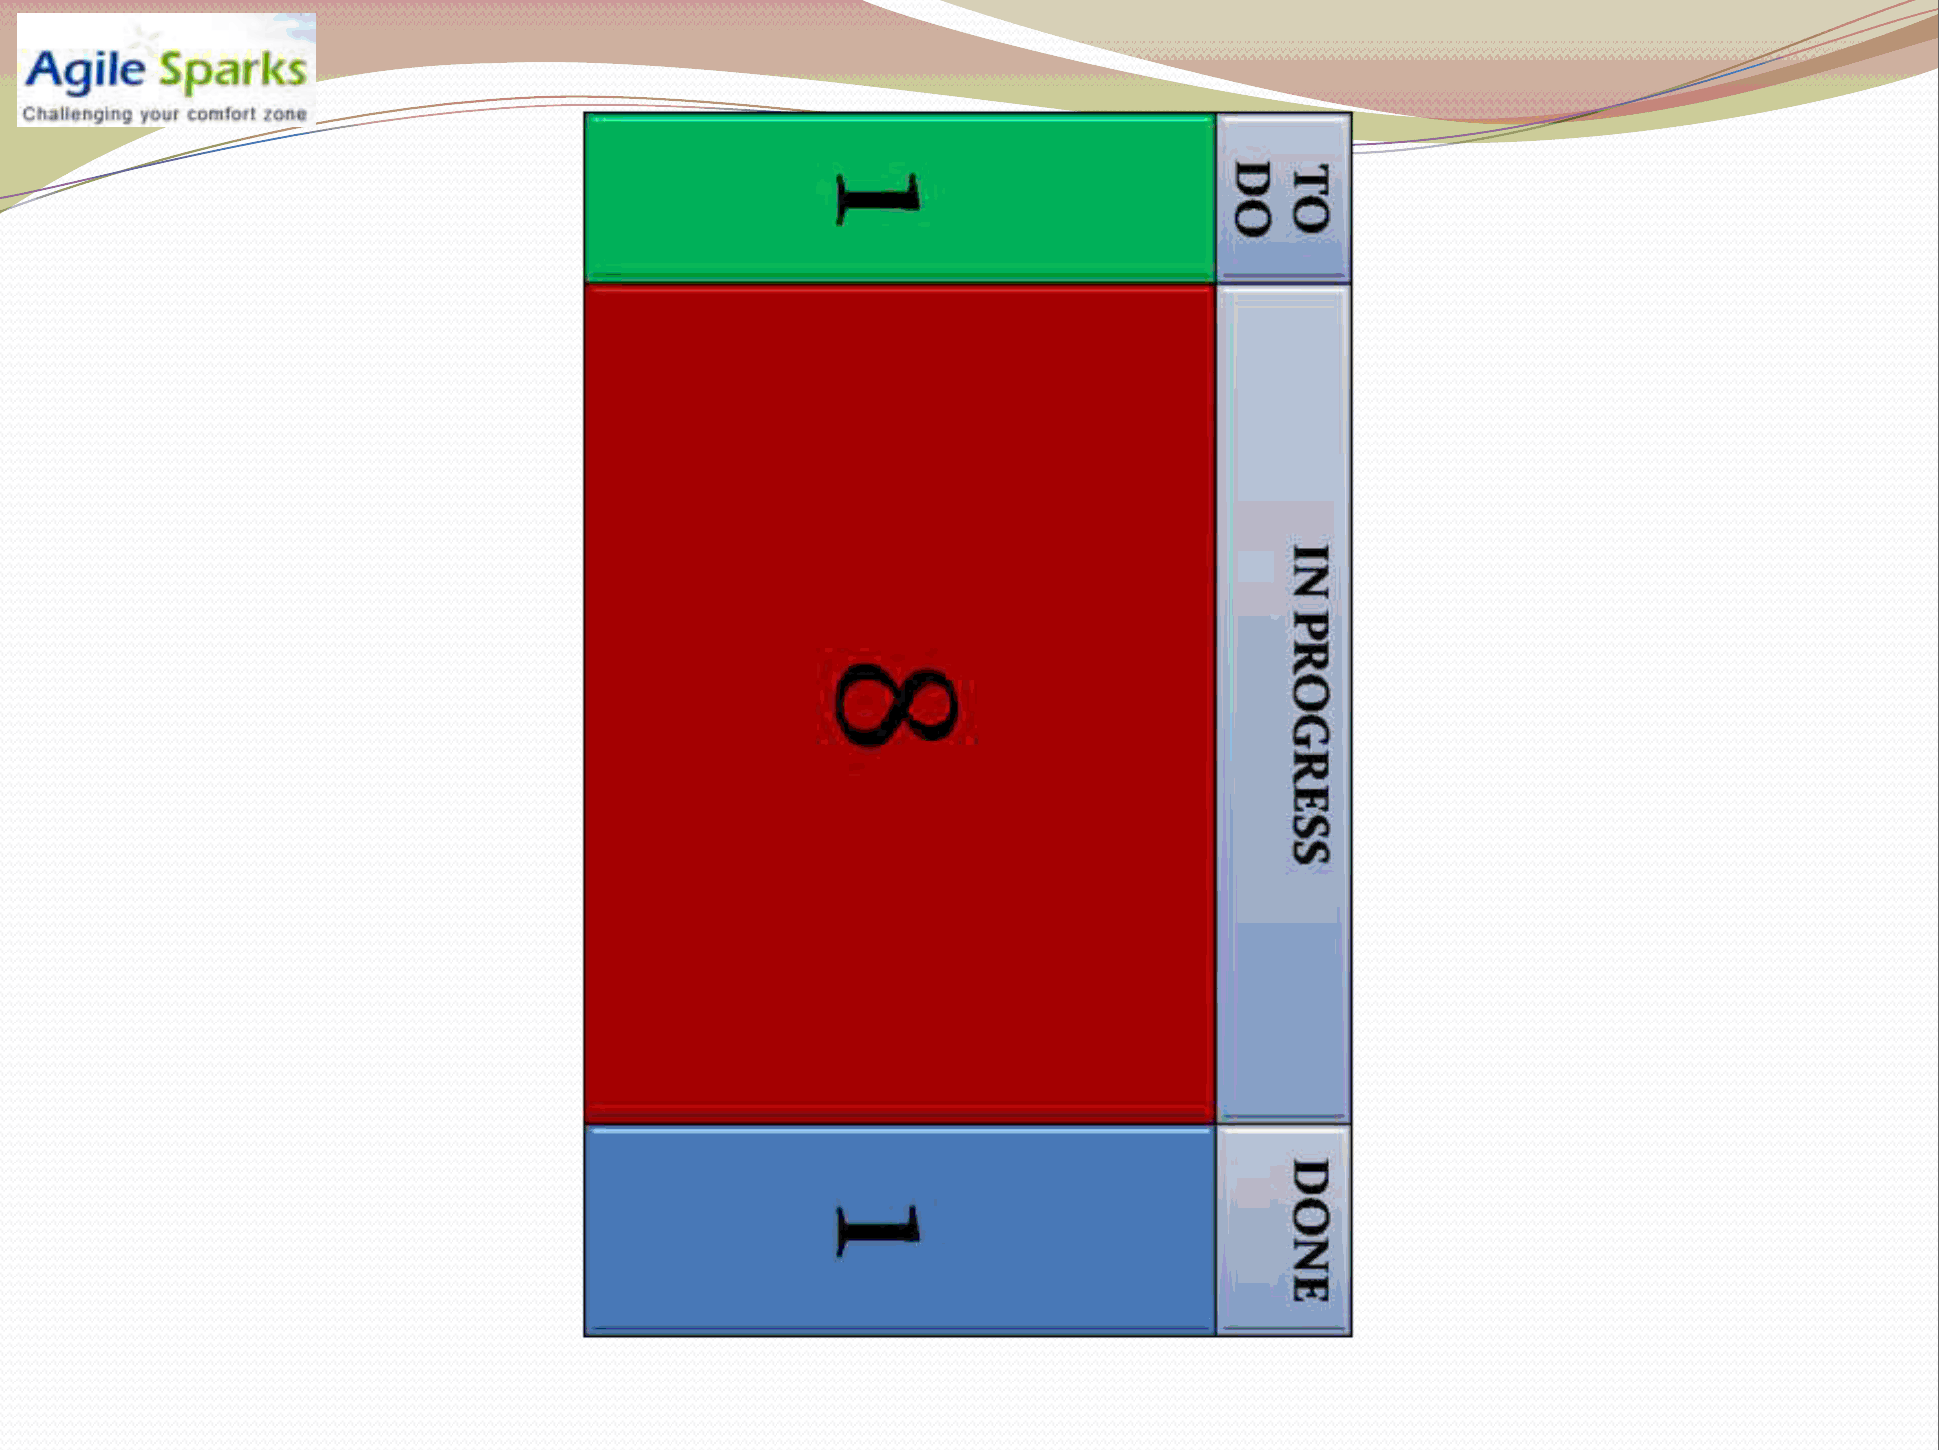 Agile Sparks
Challenging your comfort zone
TO
DO
IN PROGRESS
DONE
1
8
1